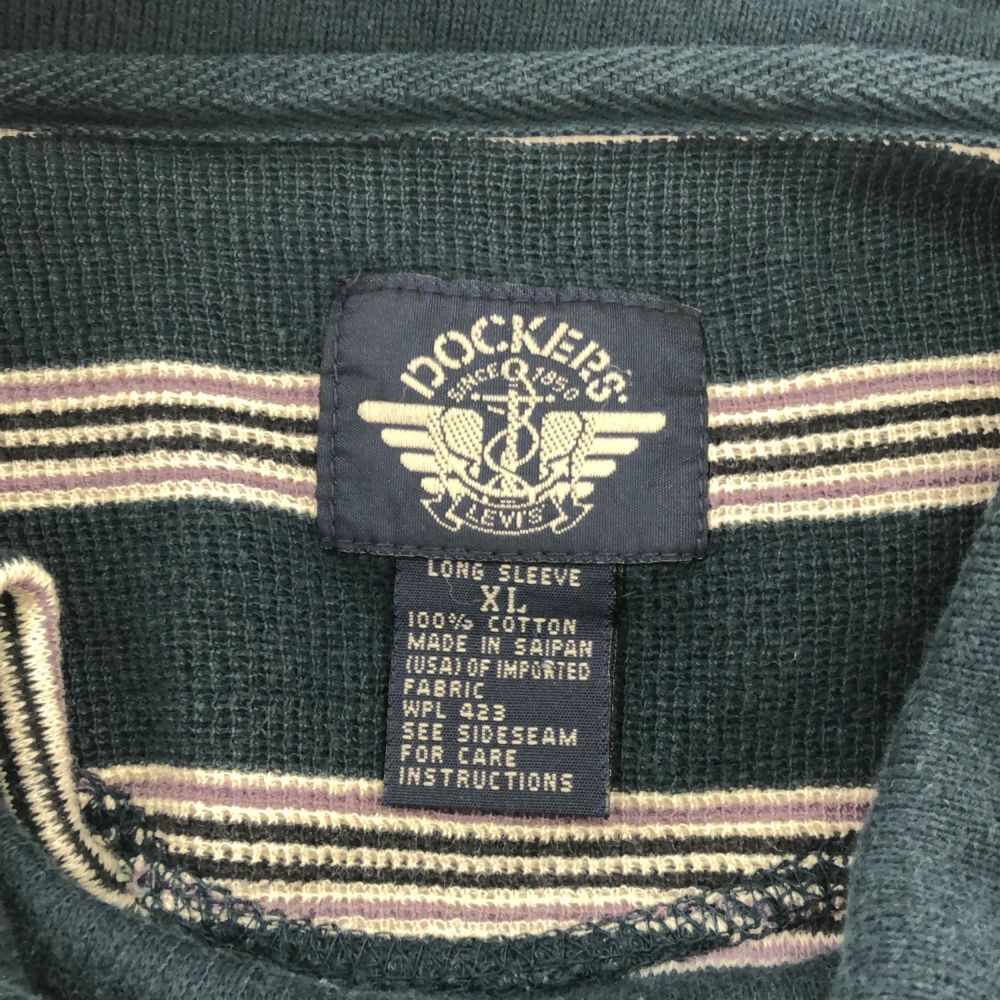 DOCKERS
SINCE 1850
LEVI'S
LONG SLEEVE
XL
100% COTTON
MADE IN SAIPAN
(USA) OF IMPORTED
FABRIC
WPL 423
SEE SIDESEAM
FOR CARE
INSTRUCTIONS